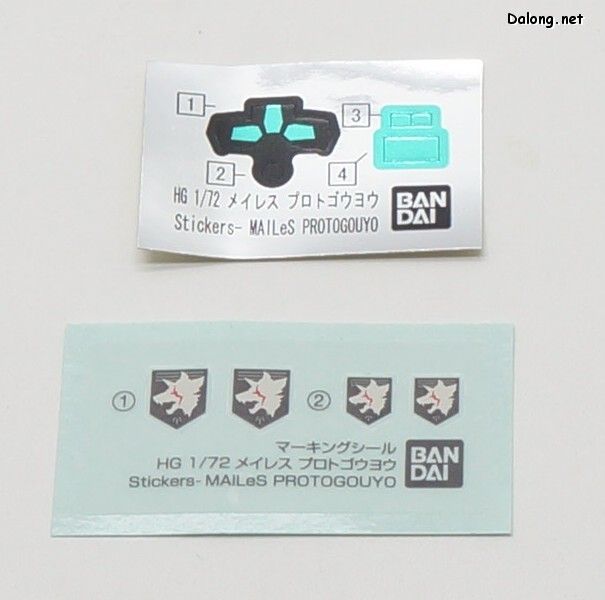 Dalong.net
1
3
2
4
HG 1/72 メイレス プロトゴウヨウ
Stickers- MAILeS PROTOGOUYO
BAN
DAI
① ②
マーキングシール
HG 1/72 メイレス プロトゴウヨウ
Stickers- MAILeS PROTOGOUYO
BAN
DAI